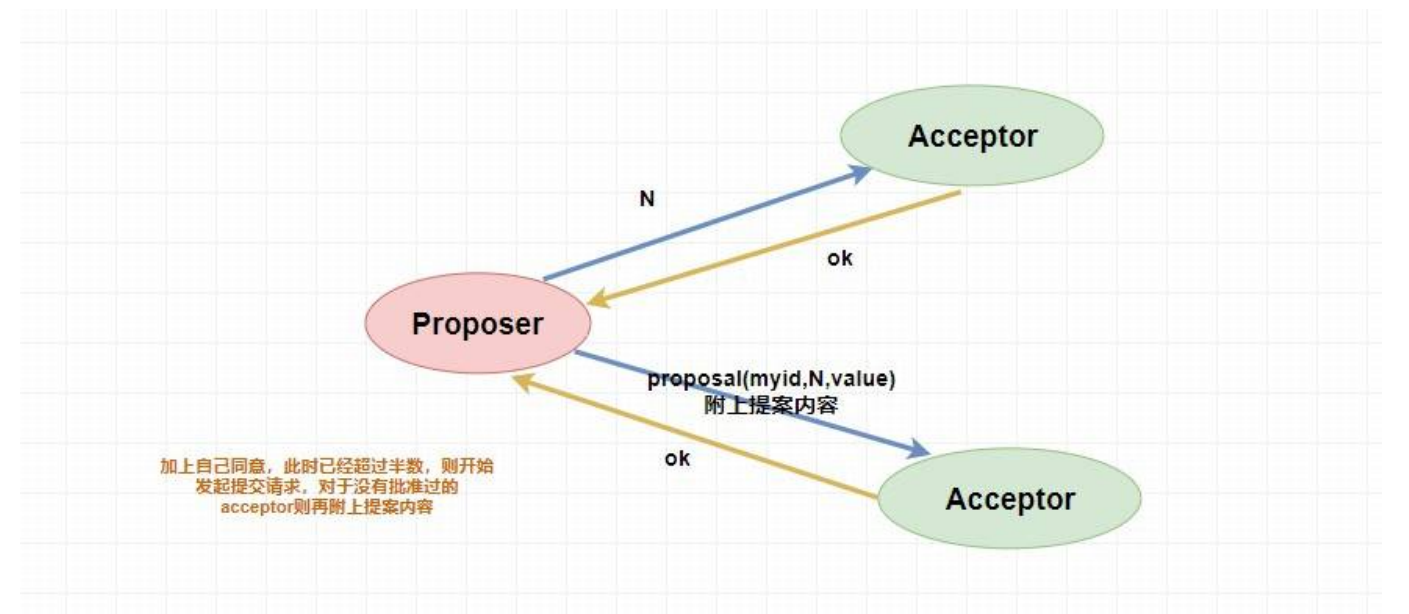 Acceptor
N
ok
Proposer
proposal(myid,N,value)
附上提案内容
ok
加上自己同意，此时已经超过半数，则开始
发起提交请求，对于没有批准过的
acceptor则再附上提案内容
Acceptor